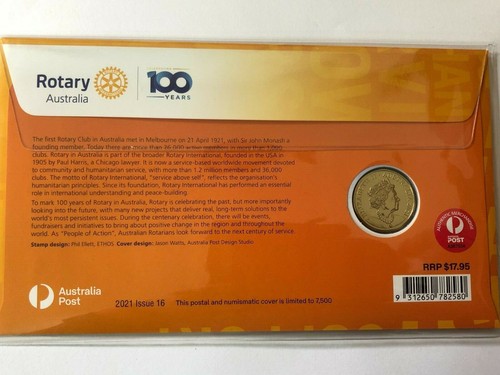 Rotary
Australia
100
YEARS
The first Rotary Club in Australia met in Melbourne on 21 April 1921, with Sir John Monash a
founding member. Today there are more than
clubs. Rotary in Australia is part of the broader Rotary International, founded in the USA in
1905 by Paul Harris, a Chicago lawyer. It is now a service-based worldwide movement devoted
to community and humanitarian service, with more than 1.2 million members and 36,000
clubs. The motto of Rotary International, "service above self", reflects the organisation's
humanitarian principles. Since its foundation, Rotary International has performed an essential
role in international understanding and peace-building.
To mark 100 years of Rotary in Australia, Rotary is celebrating the past, but more importantly
looking into the future, with many new projects that deliver real, long-term solutions to the
world's most persistent issues. During the centenary celebration, there will be events,
fundraisers and initiatives to bring about positive change in the region and throughout the
world. As "People of Action", Australian Rotarians look forward to the next century of service.
Stamp design: Phil Ellett, ETHOS. Cover design: Jason Watts, Australia Post Design Studio
POST
RRP $17.95
9 312650 782580
Australia
Post
2021 Issue 16
This postal and numismatic cover is limited to 7,500